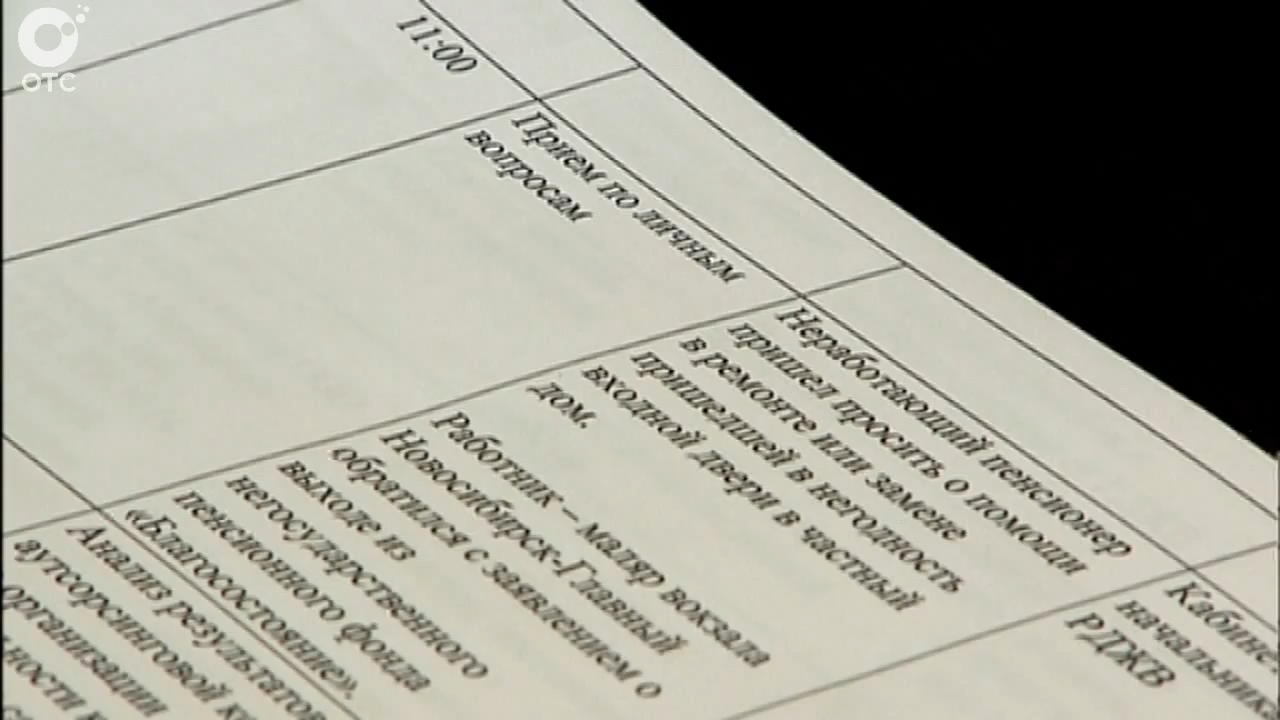 ОТС
11:00
Прием по личным
вопросам
Неработающий пенсионер
пришел просить о помощи
в ремонте или замене
пришедшей в негодность
входной двери в частный
дом.
Работник – маляр вокзала
Новосибирск-Главный
обратился с заявлением о
выходе из
негосударственного
пенсионного фонда
«Благосостояние».
Кабинет
начальника
РДЖВ
Анализ результатов
аутсорсинговой
организации